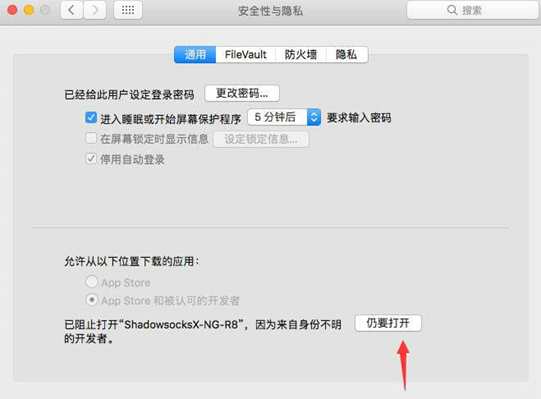 安全性与隐私
搜索
通用 FileVault 防火墙 隐私
已经给此用户设定登录密码 更改密码...
进入睡眠或开始屏幕保护程序 5 分钟后 要求输入密码
在屏幕锁定时显示信息 设定锁定信息...
停用自动登录
允许从以下位置下载的应用：
App Store
App Store 和被认可的开发者
已阻止打开“ShadowsocksX-NG-R8”，因为来自身份不明 仍要打开
的开发者。